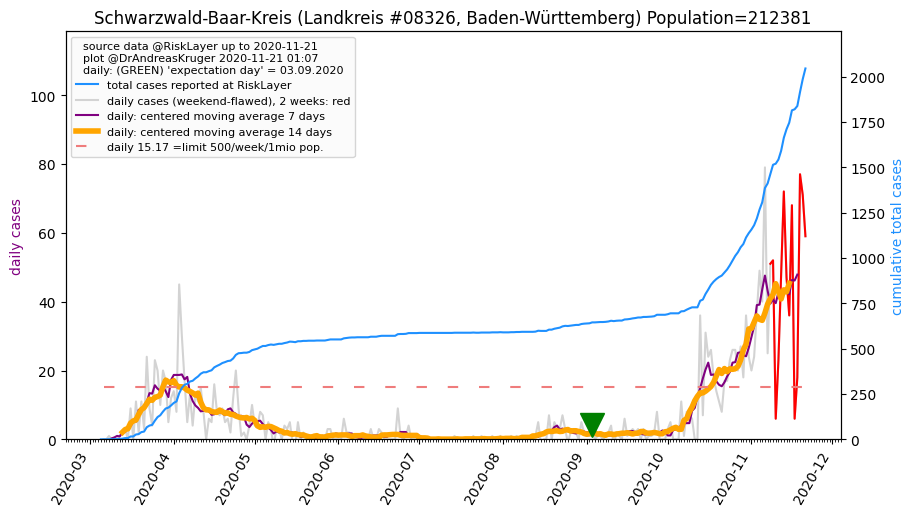 Schwarzwald-Baar-Kreis (Landkreis #08326, Baden-Württemberg) Population=212381
source data @RiskLayer up to 2020-11-21
plot @DrAndreasKruger 2020-11-21 01:07
daily: (GREEN) 'expectation day' = 03.09.2020
total cases reported at RiskLayer
daily cases (weekend-flawed), 2 weeks: red
daily: centered moving average 7 days
daily: centered moving average 14 days
daily 15.17 =limit 500/week/1mio pop.
daily cases
0
20
40
60
80
100
cumulative total cases
0
250
500
750
1000
1250
1500
1750
2000
2020-03
2020-04
2020-05
2020-06
2020-07
2020-08
2020-09
2020-10
2020-11
2020-12